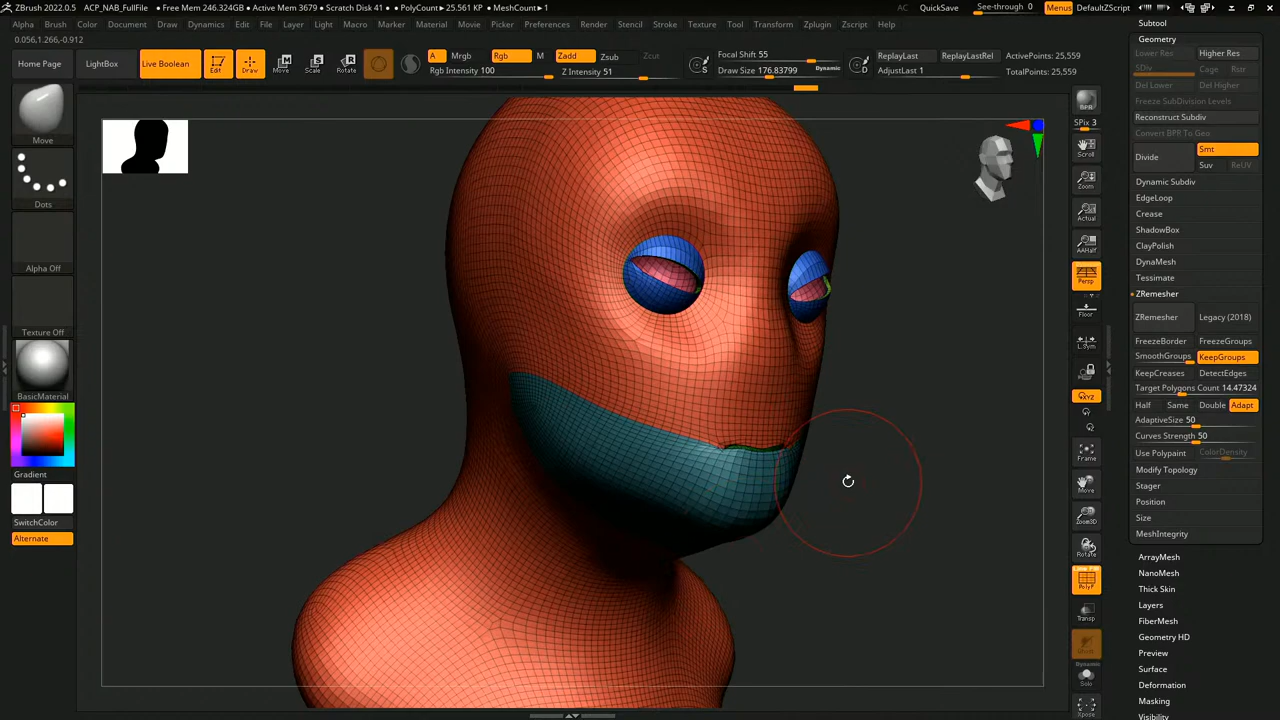 ZBrush 2022.0.5 ACP_NAB_FullFile • Free Mem 246.324GB • Active Mem 3679 • Scratch Disk 41 • PolyCount 25.561 KP • MeshCount 1 AC QuickSave See-through 0 Menus DefaultZScript
Alpha Brush Color Document Draw Dynamics Edit File Layer Light Macro Marker Material Movie Picker Preferences Render Stencil Stroke Texture Tool Transform Zplugin Zscript Help
0.056,1.266,-0.912
Home Page LightBox Live Boolean Edit Draw Move Scale Rotate
A Mrgb Rgb M Zadd Zsub Zcut
Rgb Intensity 100 Z Intensity 51
Focal Shift 55
Draw Size 176.83799 Dynamic
ReplayLast ReplayLastRel ActivePoints: 25,559
AdjustLast 1 TotalPoints: 25,559
Move
Dots
Alpha Off
Texture Off
BasicMaterial
Gradient
SwitchColor
Alternate
BPR
SPix 3
Scroll
Zoom
Actual
AAHalf
Persp
Floor
L.Sym
XYZ
Frame
Move
Zoom3D
Rotate
Line Fill
PolyF
Transp
Dynamic
Solo
Xpose
Subtool
Geometry
Lower Res Higher Res
SDiv Cage Rstr
Del Lower Del Higher
Freeze SubDivision Levels
Reconstruct Subdiv
Convert BPR To Geo
Divide Smt
Suv ReUV
Dynamic Subdiv
EdgeLoop
Crease
ShadowBox
ClayPolish
DynaMesh
Tessimate
ZRemesher
ZRemesher Legacy (2018)
FreezeBorder FreezeGroups
SmoothGroups KeepGroups
KeepCreases DetectEdges
Target Polygons Count 14.47324
Half Same Double Adapt
AdaptiveSize 50
Curves Strength 50
Use Polypaint ColorDensity
Modify Topology
Stager
Position
Size
MeshIntegrity
ArrayMesh
NanoMesh
Thick Skin
Layers
FiberMesh
Geometry HD
Preview
Surface
Deformation
Masking
Visibility